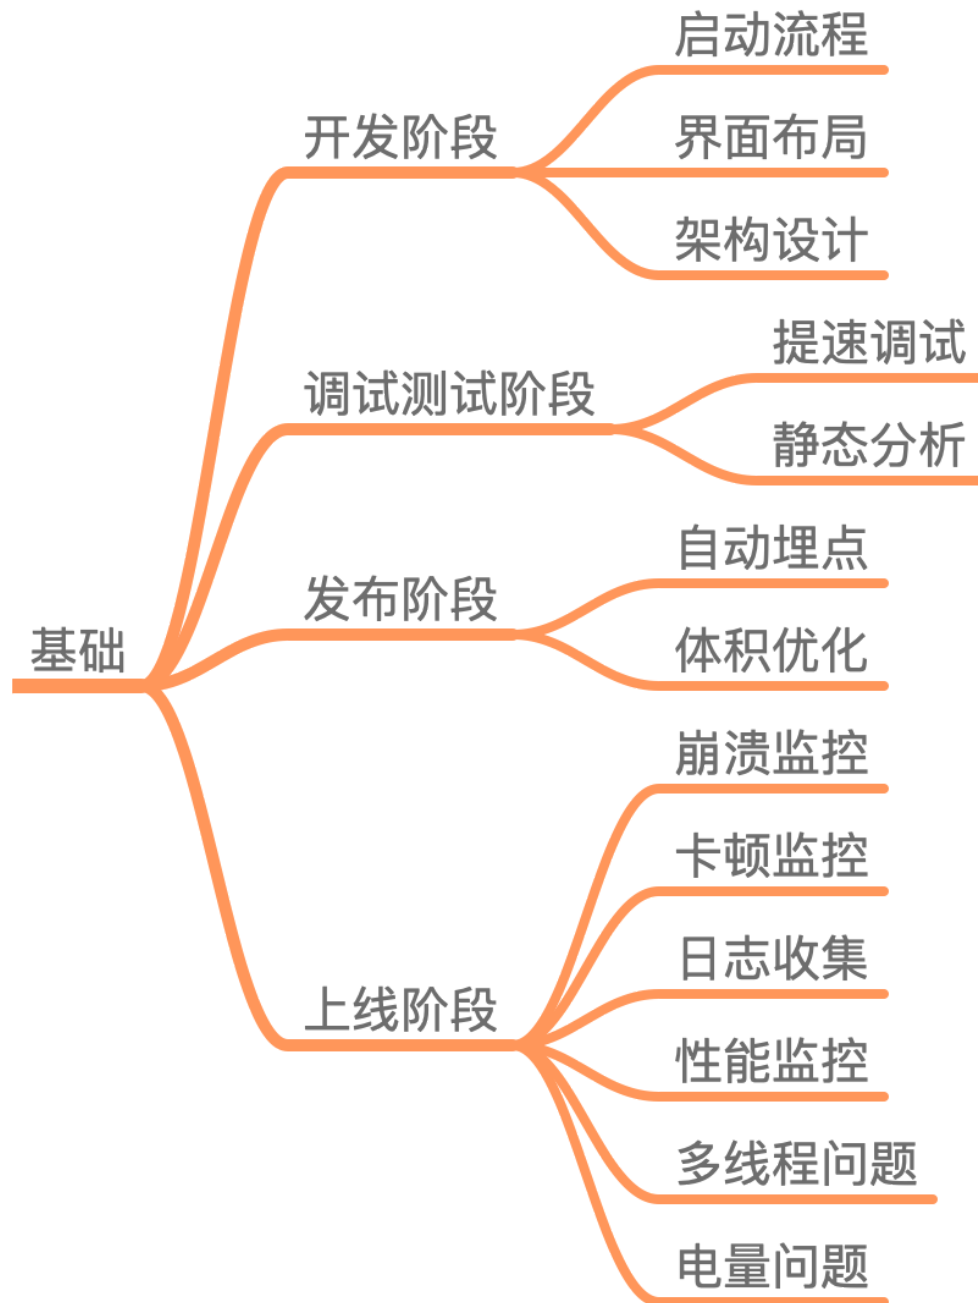 基础
开发阶段
启动流程
界面布局
架构设计
调试测试阶段
提速调试
静态分析
发布阶段
自动埋点
体积优化
上线阶段
崩溃监控
卡顿监控
日志收集
性能监控
多线程问题
电量问题